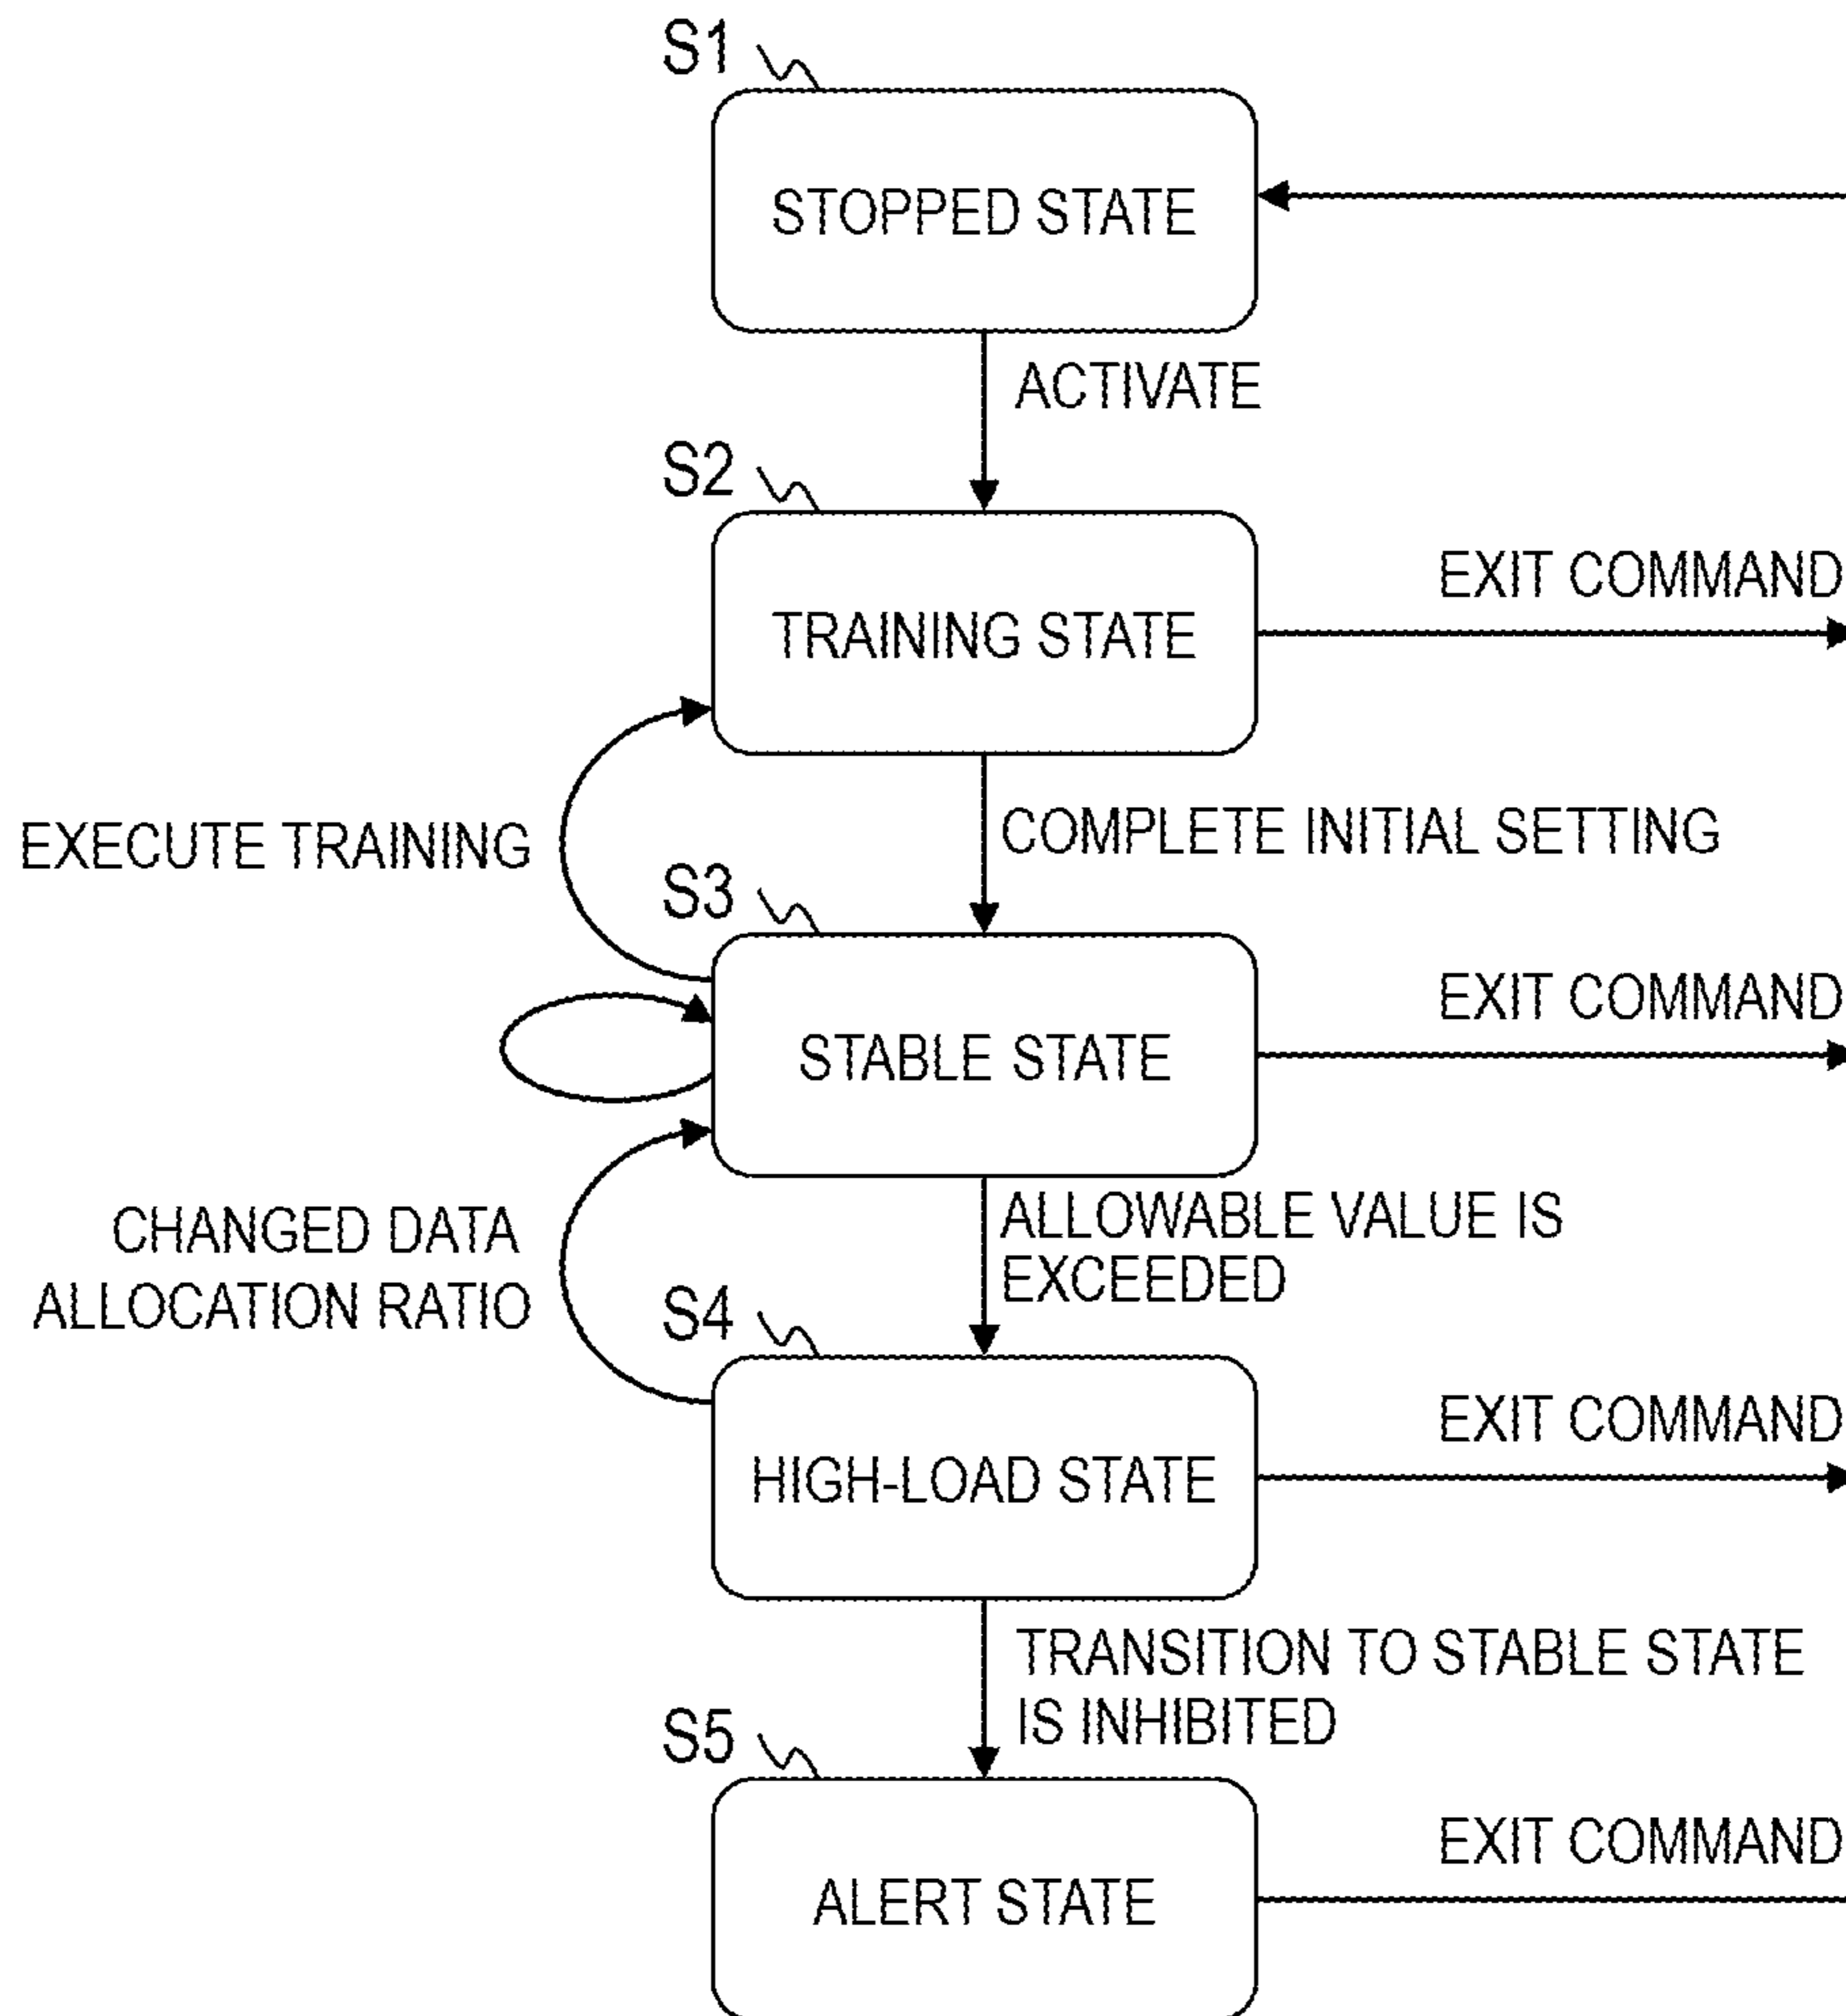 S1
STOPPED STATE
ACTIVATE
S2
EXIT COMMAND
TRAINING STATE
EXECUTE TRAINING
COMPLETE INITIAL SETTING
S3
EXIT COMMAND
STABLE STATE
CHANGED DATA
ALLOCATION RATIO
ALLOWABLE VALUE IS
EXCEEDED
S4
EXIT COMMAND
HIGH-LOAD STATE
TRANSITION TO STABLE STATE
IS INHIBITED
S5
EXIT COMMAND
ALERT STATE